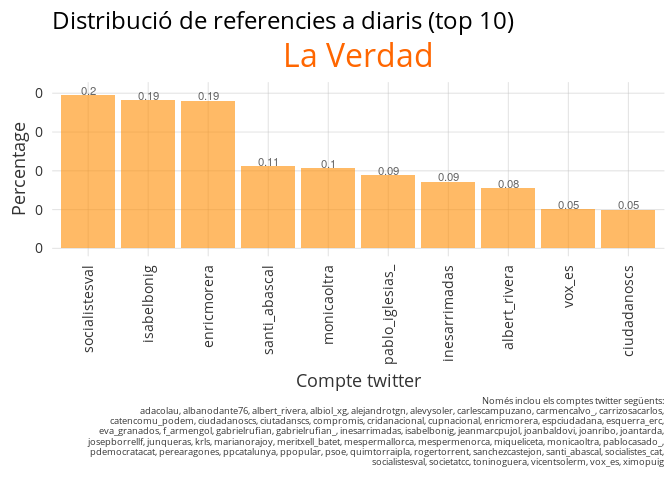 Distribució de referencies a diaris (top 10)
La Verdad
Percentage
0
0
0
0
0
0.2
0.19
0.19
0.11
0.1
0.09
0.09
0.08
0.05
0.05
socialistesval
isabelbonig
enricmorera
santi_abascal
monicaoltra
pablo_iglesias_
inesarrimadas
albert_rivera
vox_es
ciudadanoscs
Compte twitter
Només inclou els comptes twitter següents:
adacolau, albanodante76, albert_rivera, albiol_xg, alejandrotgn, alevysoler, carlescampuzano, carmencalvo_, carrizosacarlos,
catencomu_podem, ciudadanoscs, ciutadanscs, compromis, cridanacional, cupnacional, enricmorera, espciudadana, esquerra_erc,
eva_granados, f_armengol, gabrielrufian, gabrielrufian_, inesarrimadas, isabelbonig, jeanmarcpujol, joanbaldovi, joanribo, joantarda,
josepborrellf, junqueras, krls, marianorajoy, meritxell_batet, mespermallorca, mespermenorca, miqueliceta, monicaoltra, pablocasado_,
pdemocratacat, perearagones, ppcatalunya, ppopular, psoe, quimtorraipla, rogertorrent, sanchezcastejon, santi_abascal, socialistes_cat,
socialistesval, societatcc, toninoguera, vicentsolerm, vox_es, ximopuig